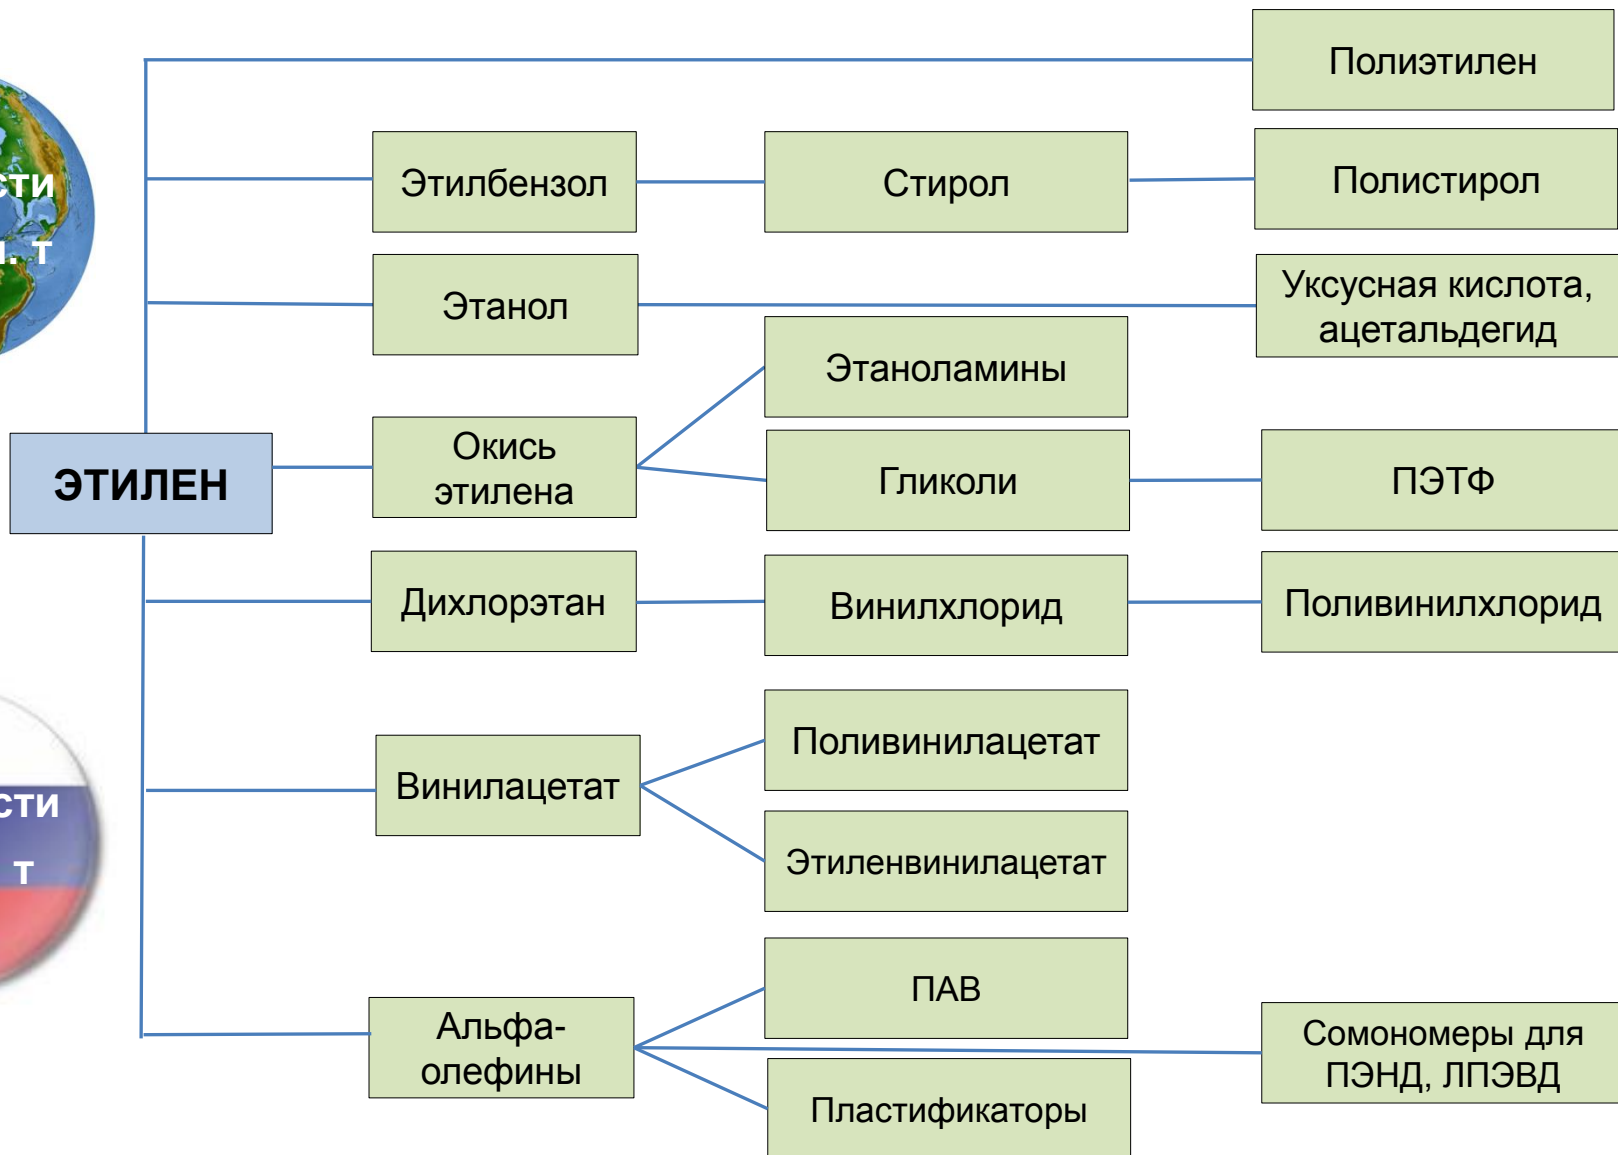 Полиэтилен
Этилбензол
Стирол
Полистирол
Этанол
Уксусная кислота,
ацетальдегид
Этаноламины
ЭТИЛЕН
Окись
этилена
Гликоли
ПЭТФ
Дихлорэтан
Винилхлорид
Поливинилхлорид
Винилацетат
Поливинилацетат
Этиленвинилацетат
Альфа-
олефины
ПАВ
Сомономеры для
ПЭНД, ЛПЭВД
Пластификаторы
т
т